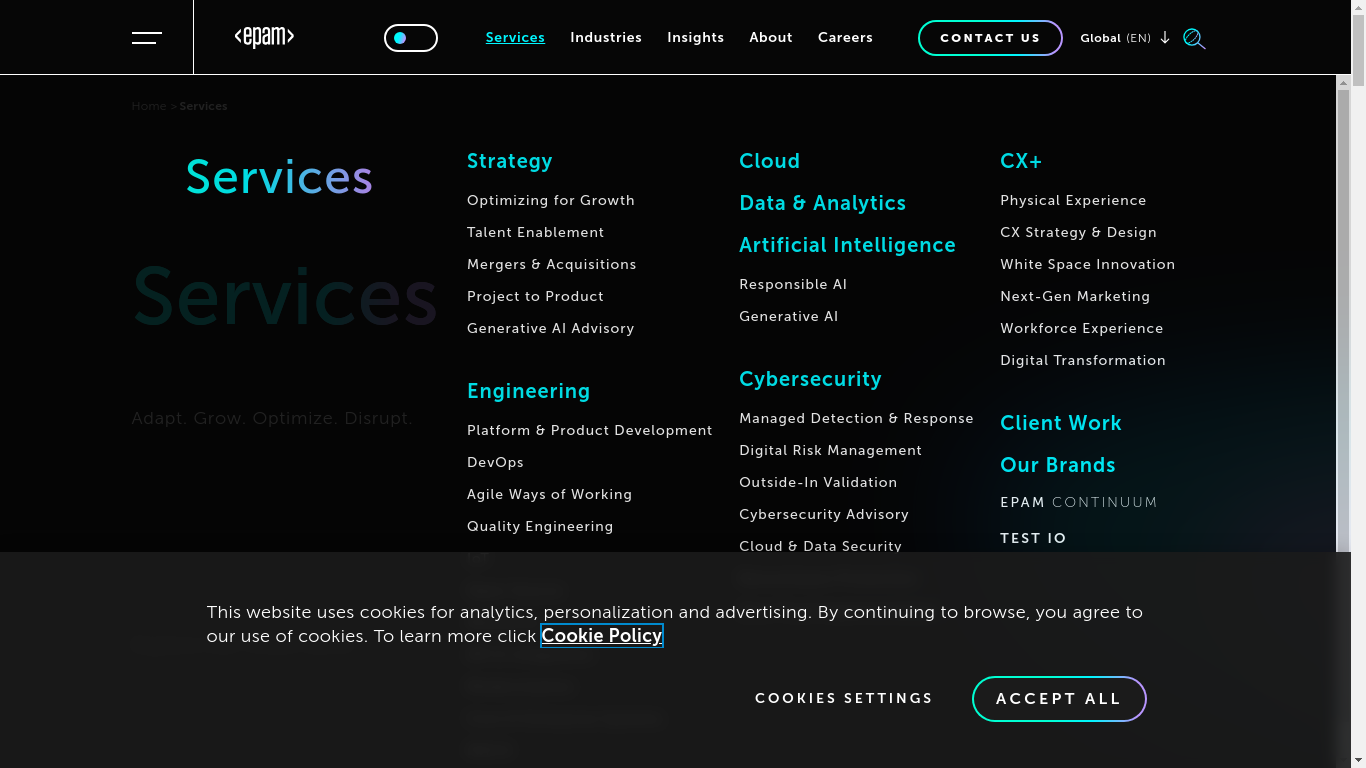 <epam>
Services
Industries
Insights
About
Careers
CONTACT US
Global (EN)
Home > Services
Services
Services
Adapt. Grow. Optimize. Disrupt.
Strategy
Optimizing for Growth
Talent Enablement
Mergers & Acquisitions
Project to Product
Generative AI Advisory
Engineering
Platform & Product Development
DevOps
Agile Ways of Working
Quality Engineering
Cloud
Data & Analytics
Artificial Intelligence
Responsible AI
Generative AI
Cybersecurity
Managed Detection & Response
Digital Risk Management
Outside-In Validation
Cybersecurity Advisory
Cloud & Data Security
CX+
Physical Experience
CX Strategy & Design
White Space Innovation
Next-Gen Marketing
Workforce Experience
Digital Transformation
Client Work
Our Brands
EPAM CONTINUUM
TEST IO
This website uses cookies for analytics, personalization and advertising. By continuing to browse, you agree to
our use of cookies. To learn more click Cookie Policy
COOKIES SETTINGS
ACCEPT ALL